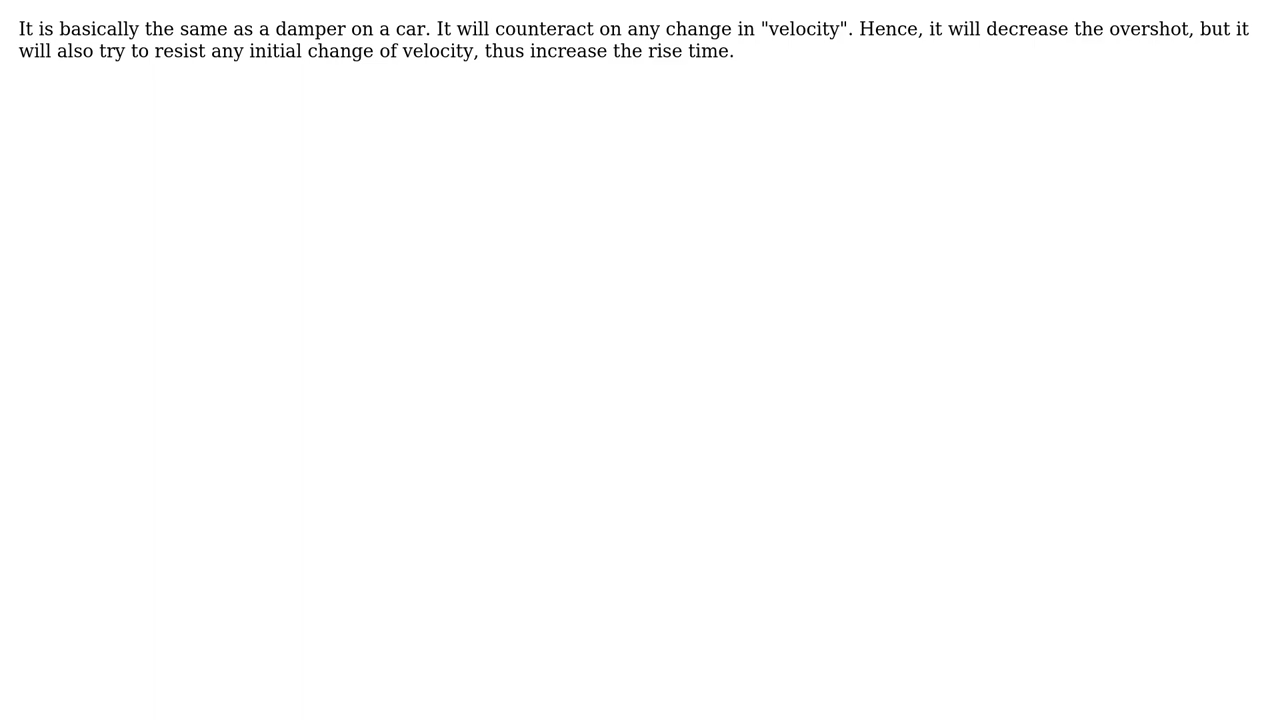 It is basically the same as a damper on a car. It will counteract on any change in "velocity". Hence, it will decrease the overshot, but it
will also try to resist any initial change of velocity, thus increase the rise time.